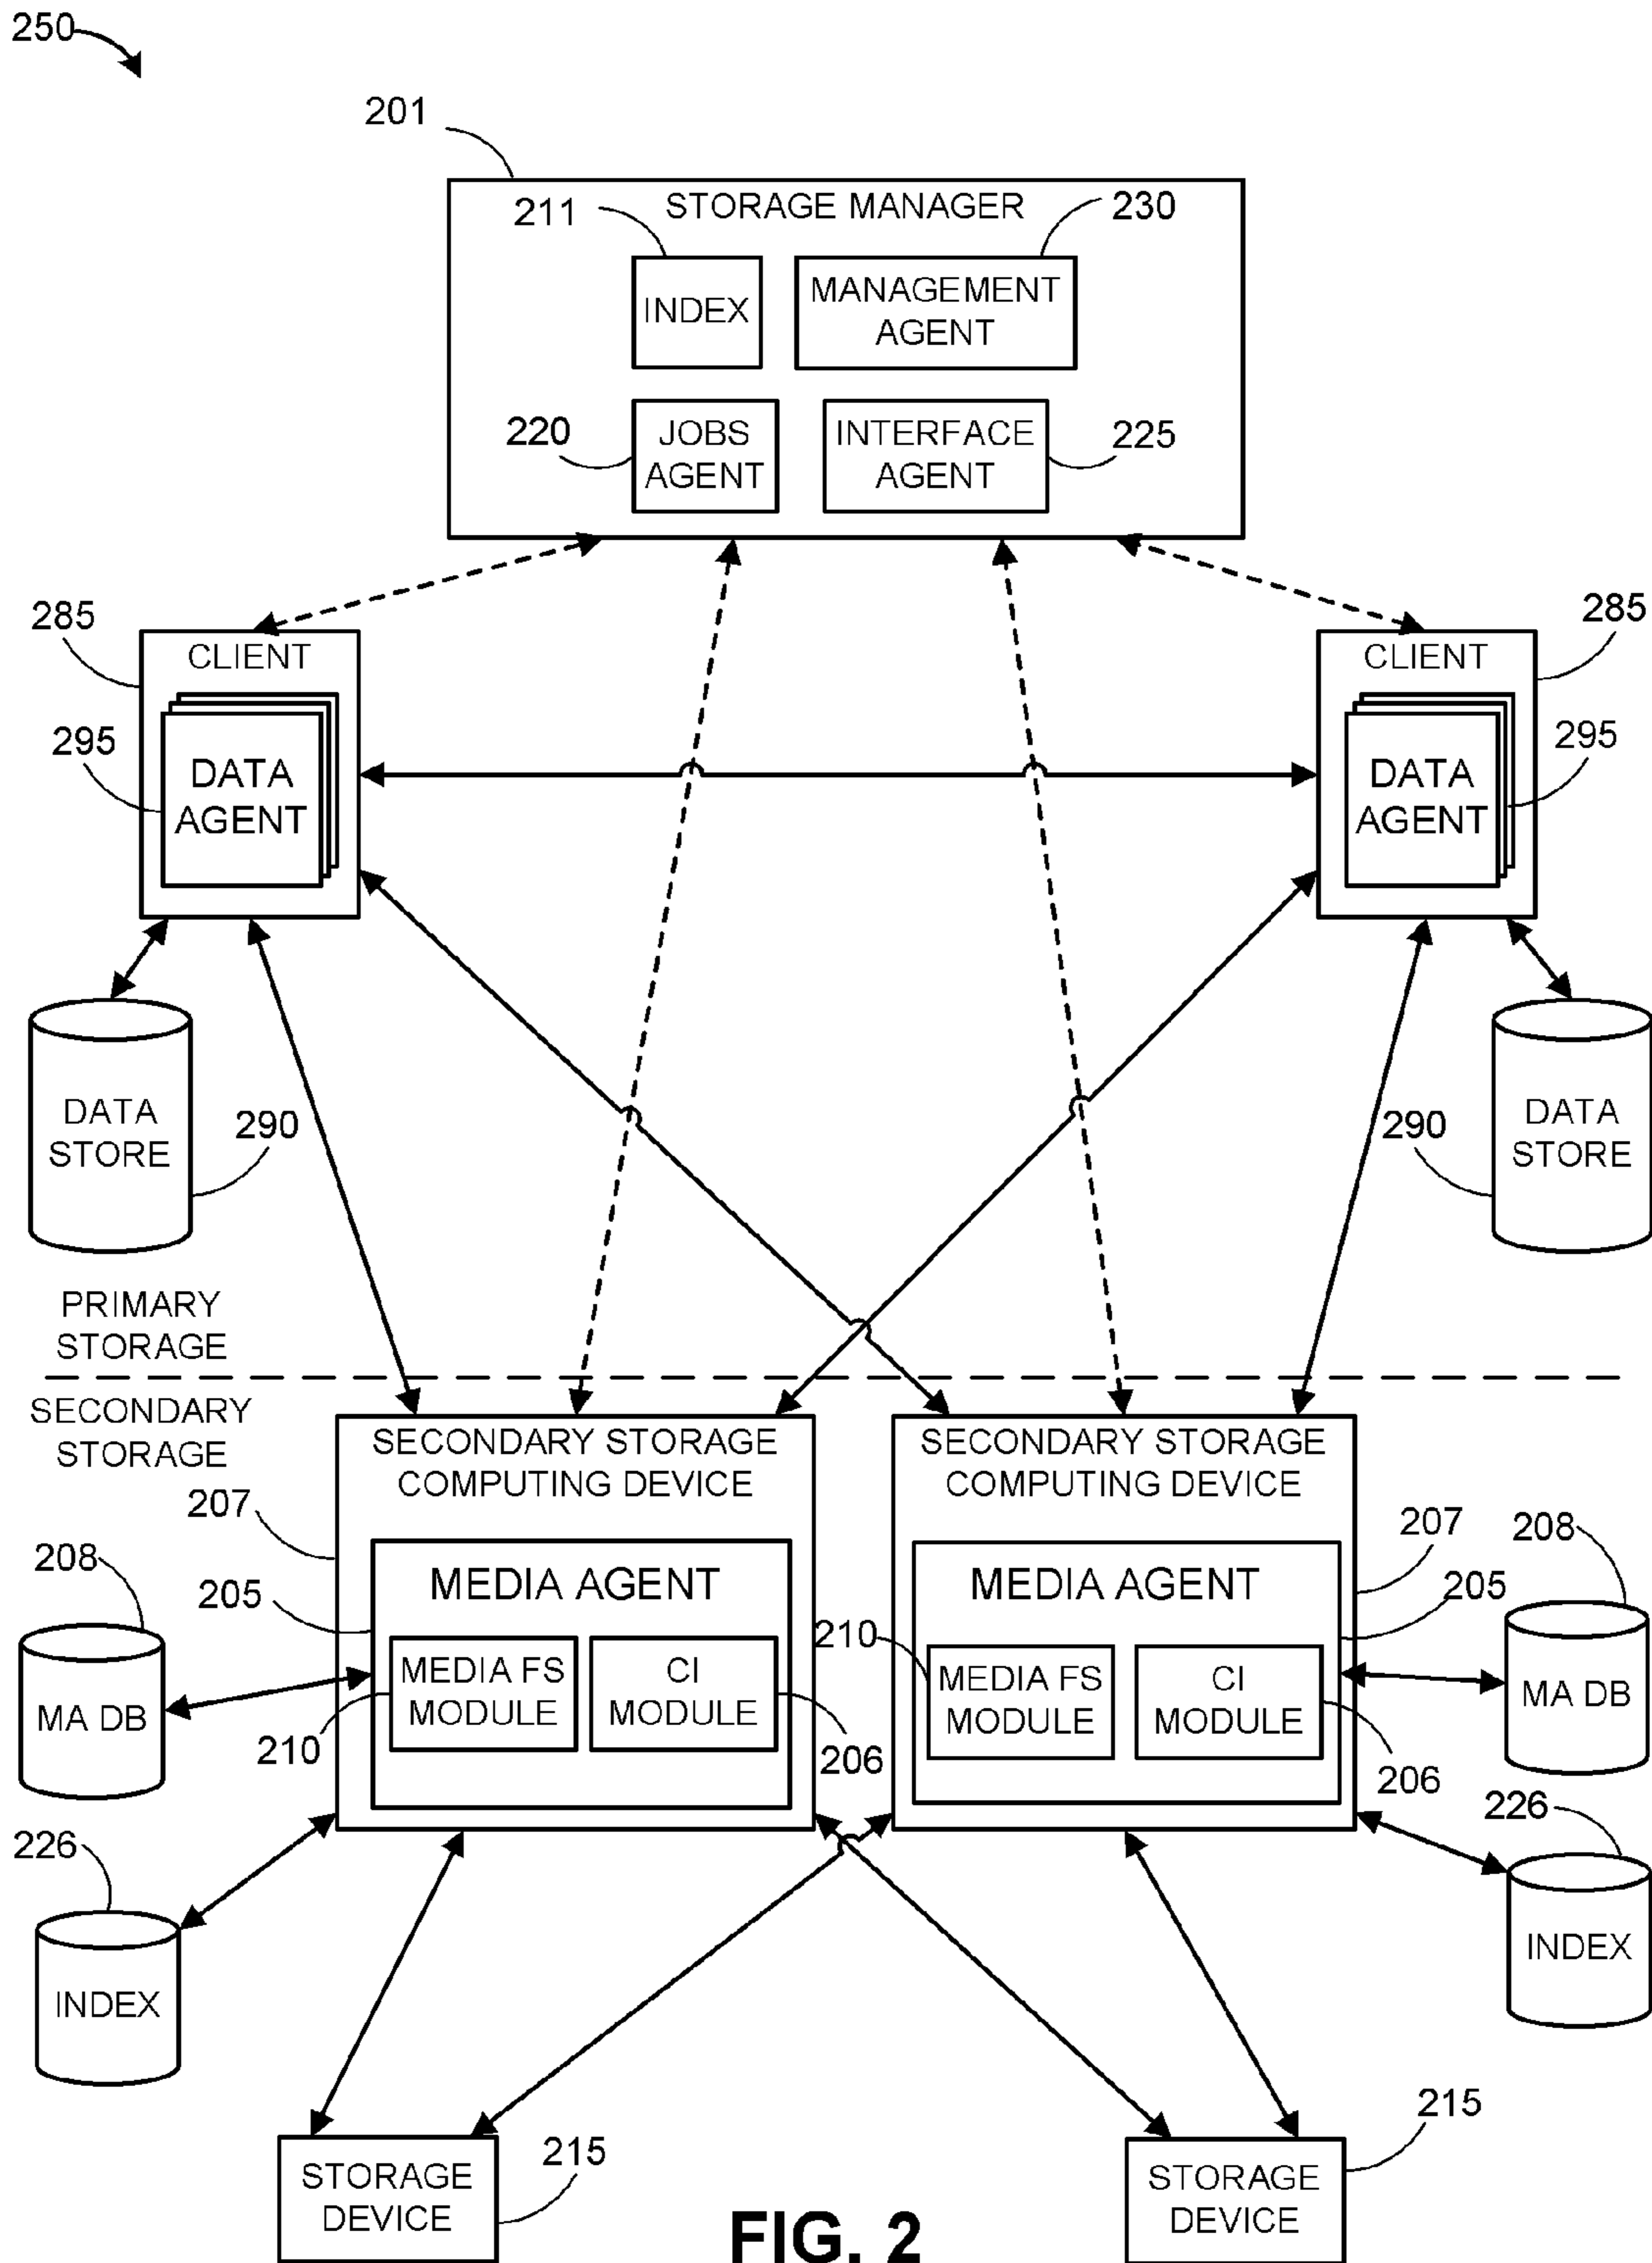 250
201
STORAGE MANAGER
211
230
INDEX
MANAGEMENT
AGENT
220
JOBS
AGENT
INTERFACE
AGENT
225
285
CLIENT
295
DATA
AGENT
285
CLIENT
295
DATA
AGENT
DATA
STORE
290
290
DATA
STORE
PRIMARY
STORAGE
SECONDARY
STORAGE
207
SECONDARY STORAGE
COMPUTING DEVICE
SECONDARY STORAGE
COMPUTING DEVICE
207
208
205
MEDIA AGENT
MEDIA AGENT
205
208
MA DB
MEDIA FS
MODULE
CI
MODULE
210
206
210
MEDIA FS
MODULE
CI
MODULE
206
MA DB
226
INDEX
226
INDEX
STORAGE
DEVICE
215
STORAGE
DEVICE
215
FIG. 2